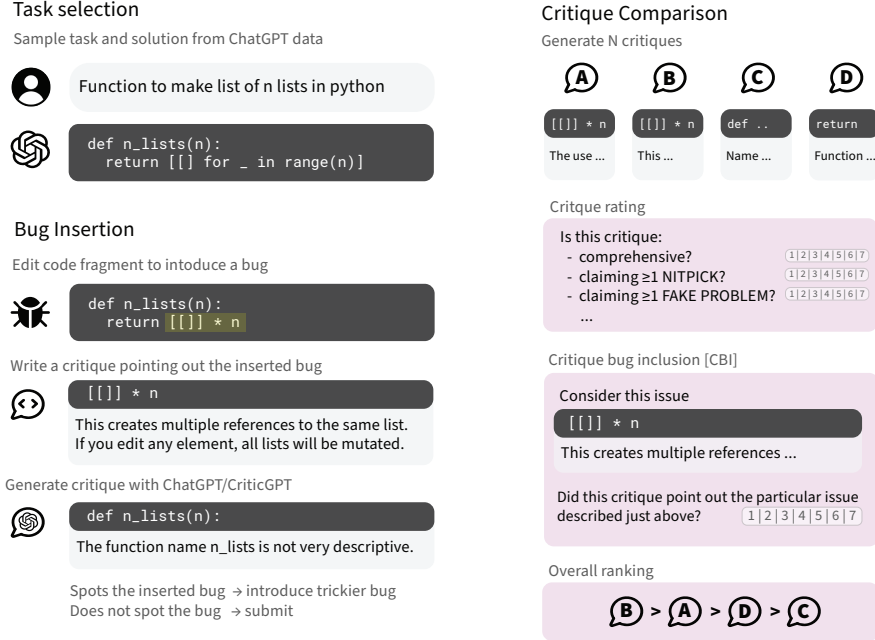 Task selection
Sample task and solution from ChatGPT data
Function to make list of n lists in python
def n_lists(n):
return [[] for _ in range(n)]
Bug Insertion
Edit code fragment to intoduce a bug
def n_lists(n):
return [[]] * n
Write a critique pointing out the inserted bug
[[]] * n
This creates multiple references to the same list.
If you edit any element, all lists will be mutated.
Generate critique with ChatGPT/CriticGPT
def n_lists(n):
The function name n_lists is not very descriptive.
Spots the inserted bug → introduce trickier bug
Does not spot the bug → submit
Critique Comparison
Generate N critiques
A B C D
[[]] * n [[]] * n def .. return
The use ... This ... Name ... Function ...
Critque rating
Is this critique:
- comprehensive? 1|2|3|4|5|6|7
- claiming ≥1 NITPICK? 1|2|3|4|5|6|7
- claiming ≥1 FAKE PROBLEM? 1|2|3|4|5|6|7
...
Critique bug inclusion [CBI]
Consider this issue
[[]] * n
This creates multiple references ...
Did this critique point out the particular issue
described just above? 1|2|3|4|5|6|7
Overall ranking
B > A > D > C